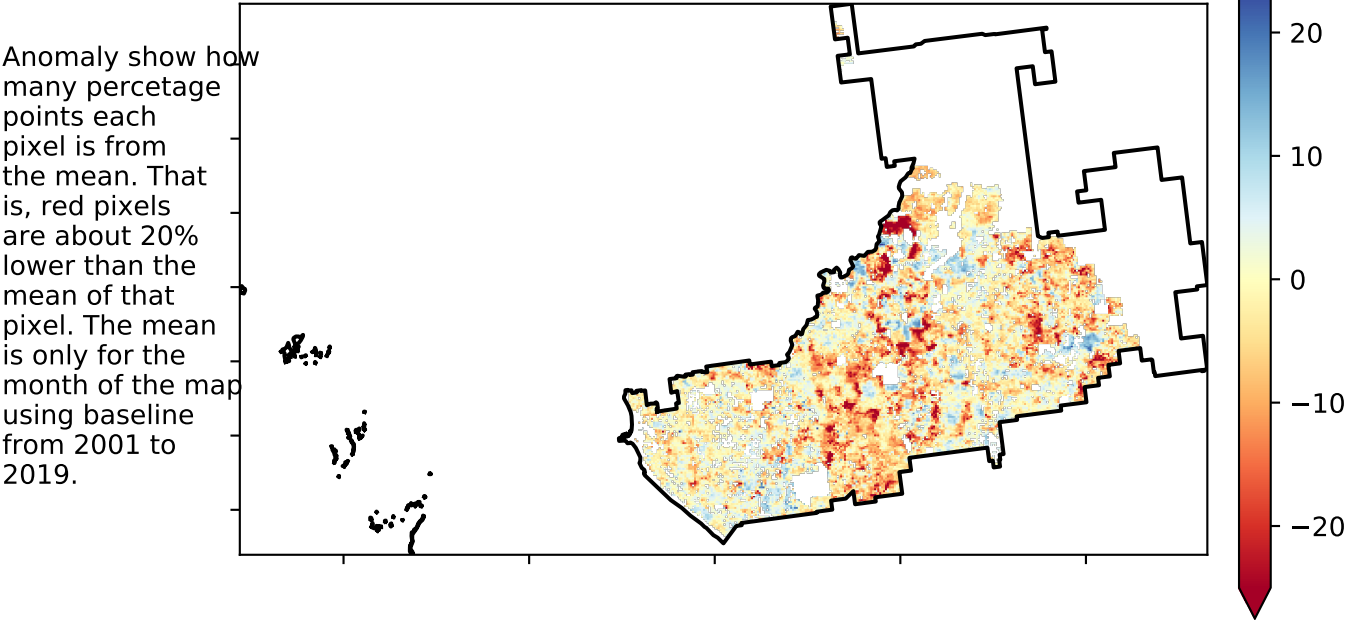 Anomaly show how
many percetage
points each
pixel is from
the mean. That
is, red pixels
are about 20%
lower than the
mean of that
pixel. The mean
is only for the
month of the map
using baseline
from 2001 to
2019.
20
10
0
−10
−20